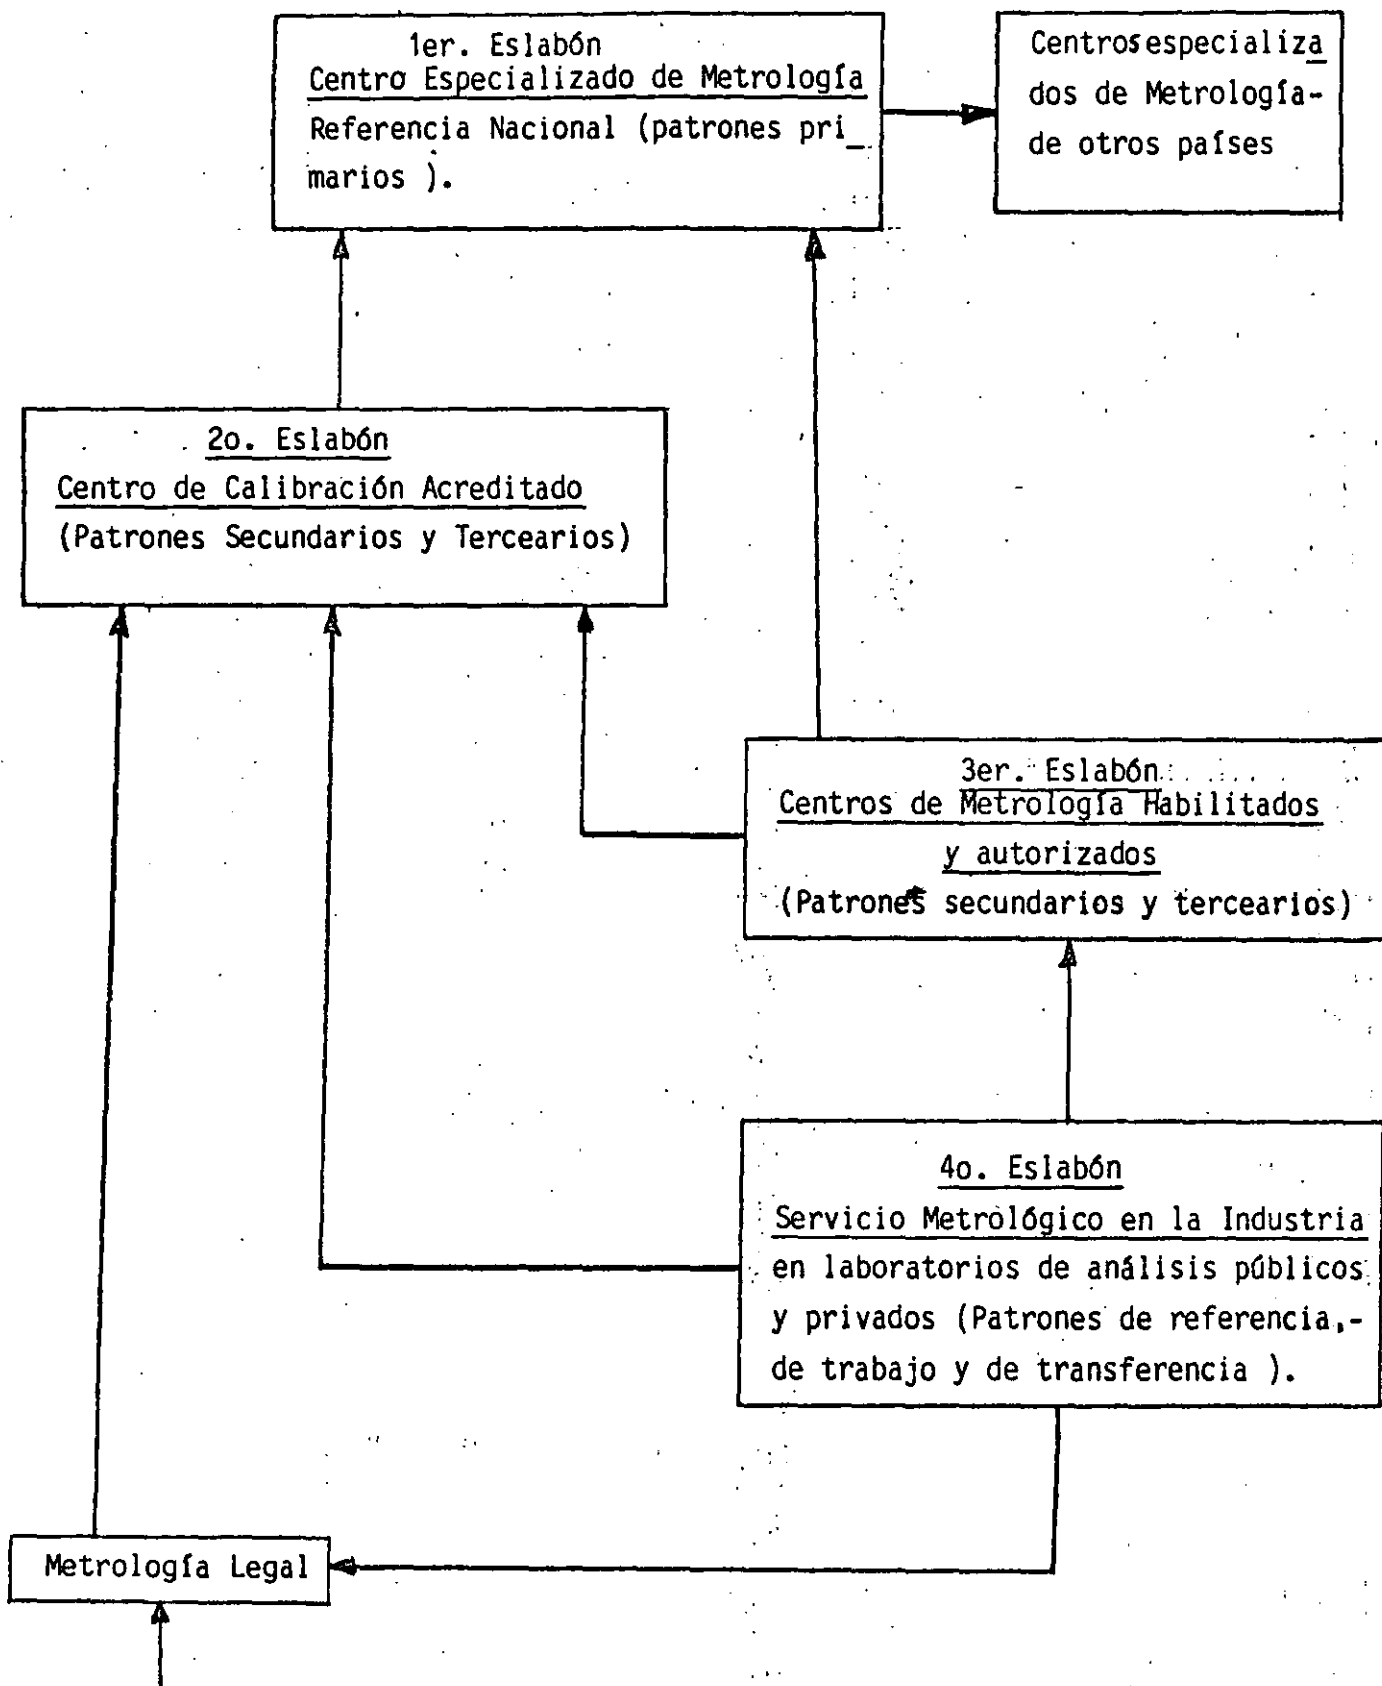 1er. Eslabón
Centro Especializado de Metrología
Referencia Nacional (patrones pri_
marios ).
Centros especializa
dos de Metrología-
de otros países
2o. Eslabón
Centro de Calibración Acreditado
(Patrones Secundarios y Tercearios)
3er. Eslabón
Centros de Metrología Habilitados
y autorizados
(Patrones secundarios y tercearios)
4o. Eslabón
Servicio Metrológico en la Industria
en laboratorios de análisis públicos
y privados (Patrones de referencia,-
de trabajo y de transferencia ).
Metrología Legal